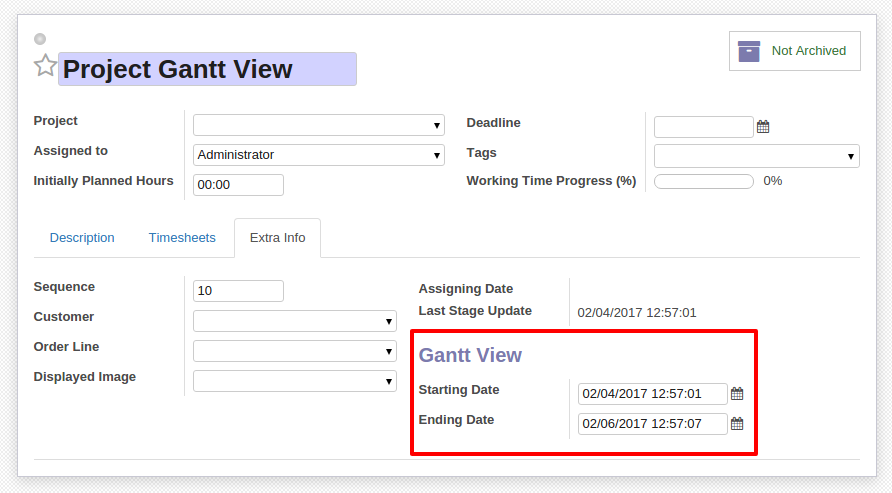 Not Archived
Project Gantt View
Project
Assigned to Administrator
Initially Planned Hours 00:00
Deadline
Tags
Working Time Progress (%) 0%
Description Timesheets Extra Info
Sequence 10
Customer
Order Line
Displayed Image
Assigning Date
Last Stage Update 02/04/2017 12:57:01
Gantt View
Starting Date 02/04/2017 12:57:01
Ending Date 02/06/2017 12:57:07